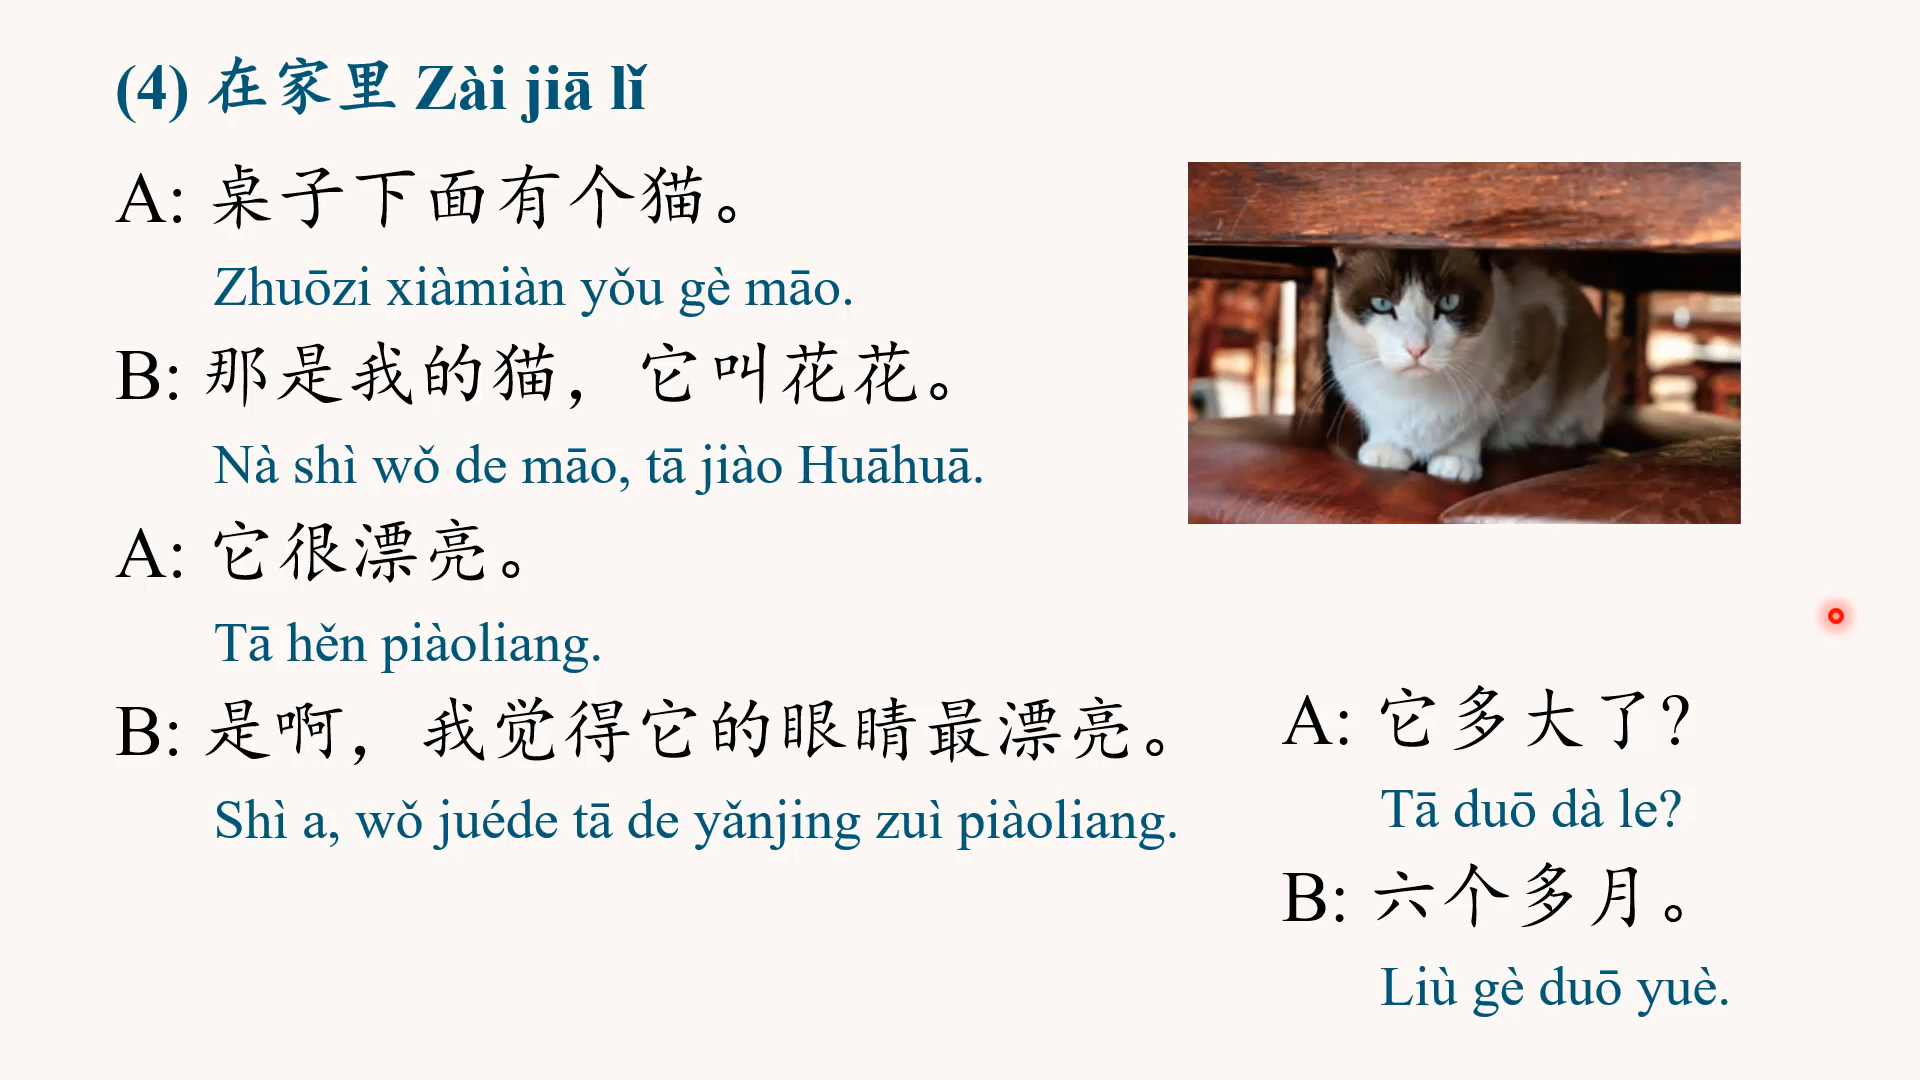 (4) 在家里 Zài jiā lǐ
A: 桌子下面有个猫。
Zhuōzi xiàmiàn yǒu gè māo.
B: 那是我的猫，它叫花花。
Nà shì wǒ de māo, tā jiào Huāhuā.
A: 它很漂亮。
Tā hěn piàoliang.
B: 是啊，我觉得它的眼睛最漂亮。
Shì a, wǒ juéde tā de yǎnjing zuì piàoliang.
A: 它多大了?
Tā duō dà le?
B: 六个多月。
Liù gè duō yuè.